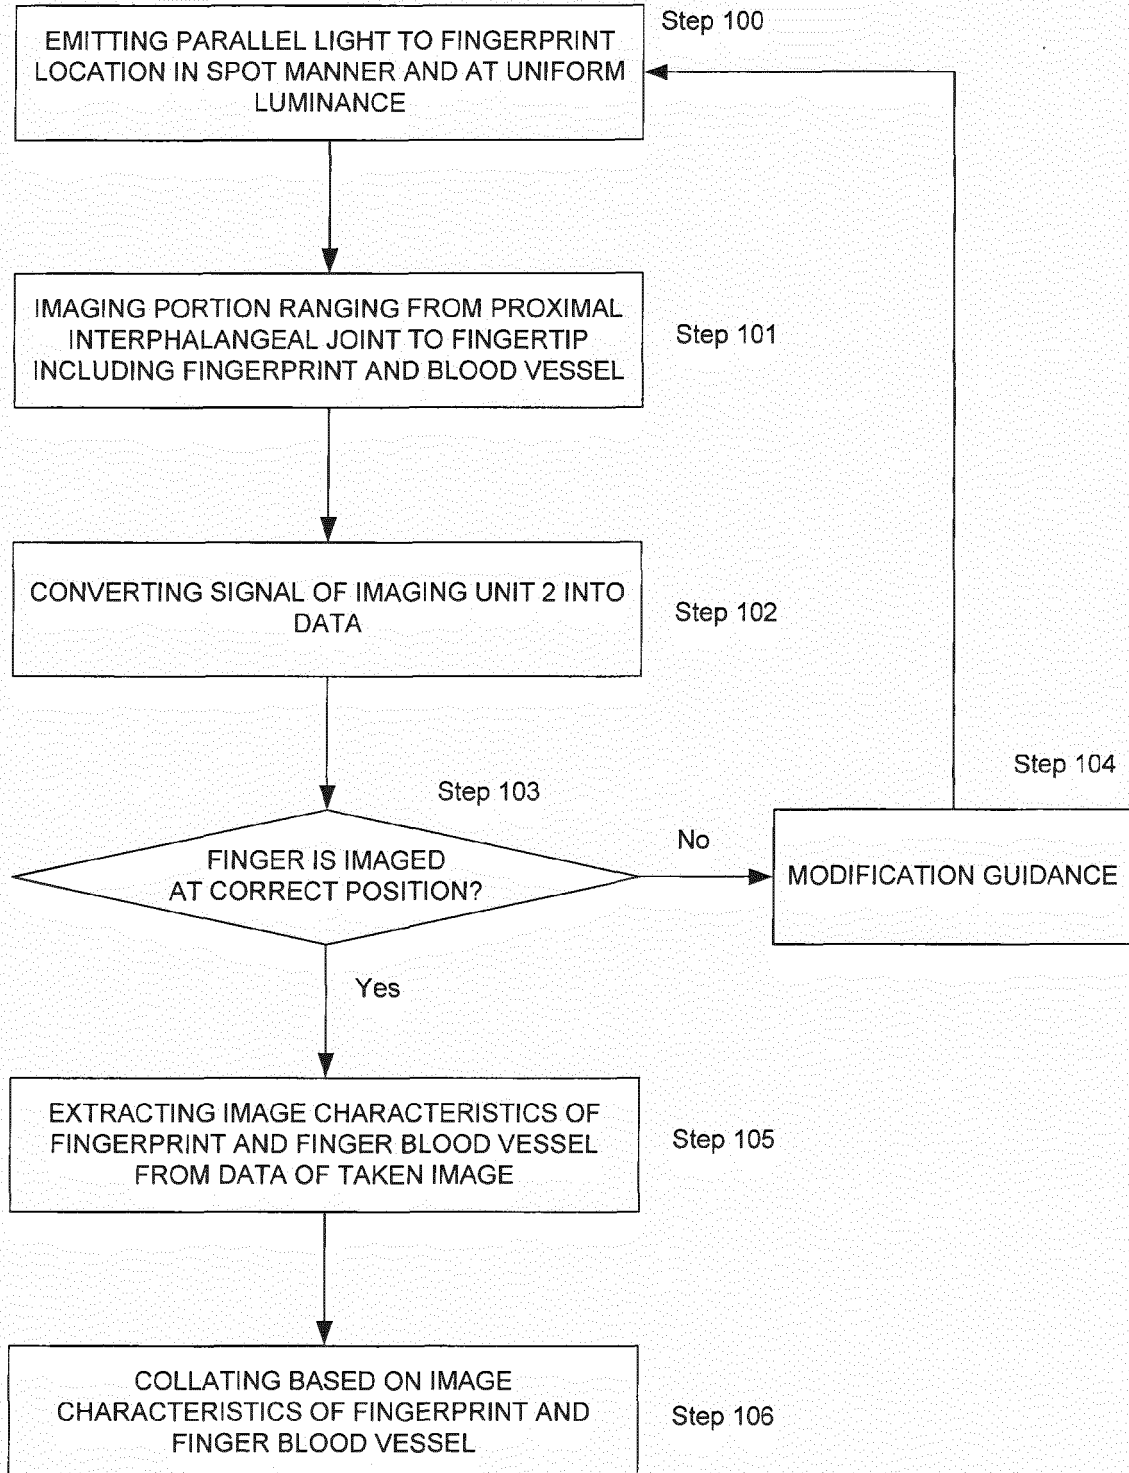 Step 100
EMITTING PARALLEL LIGHT TO FINGERPRINT
LOCATION IN SPOT MANNER AND AT UNIFORM
LUMINANCE
IMAGING PORTION RANGING FROM PROXIMAL
INTERPHALANGEAL JOINT TO FINGERTIP
INCLUDING FINGERPRINT AND BLOOD VESSEL
Step 101
CONVERTING SIGNAL OF IMAGING UNIT 2 INTO
DATA
Step 102
Step 103
FINGER IS IMAGED
AT CORRECT POSITION?
No
Step 104
MODIFICATION GUIDANCE
Yes
EXTRACTING IMAGE CHARACTERISTICS OF
FINGERPRINT AND FINGER BLOOD VESSEL
FROM DATA OF TAKEN IMAGE
Step 105
COLLATING BASED ON IMAGE
CHARACTERISTICS OF FINGERPRINT AND
FINGER BLOOD VESSEL
Step 106